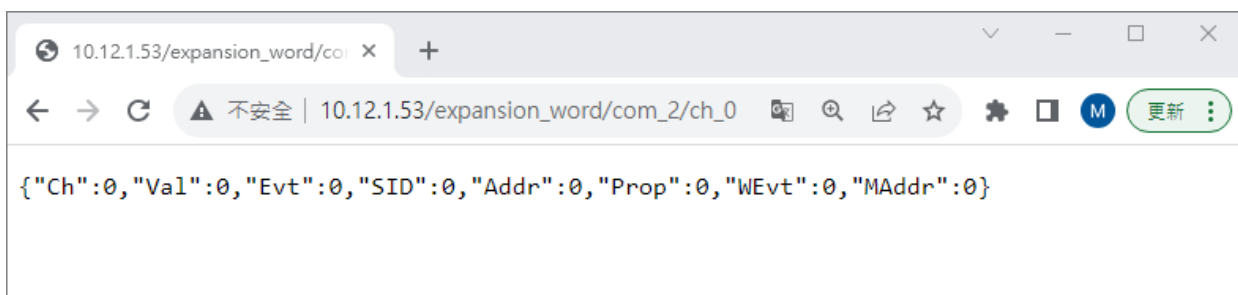 10.12.1.53/expansion_word/co
不安全 | 10.12.1.53/expansion_word/com_2/ch_0 M 更新
{"Ch":0,"Val":0,"Evt":0,"SID":0,"Addr":0,"Prop":0,"WEvt":0,"MAddr":0}